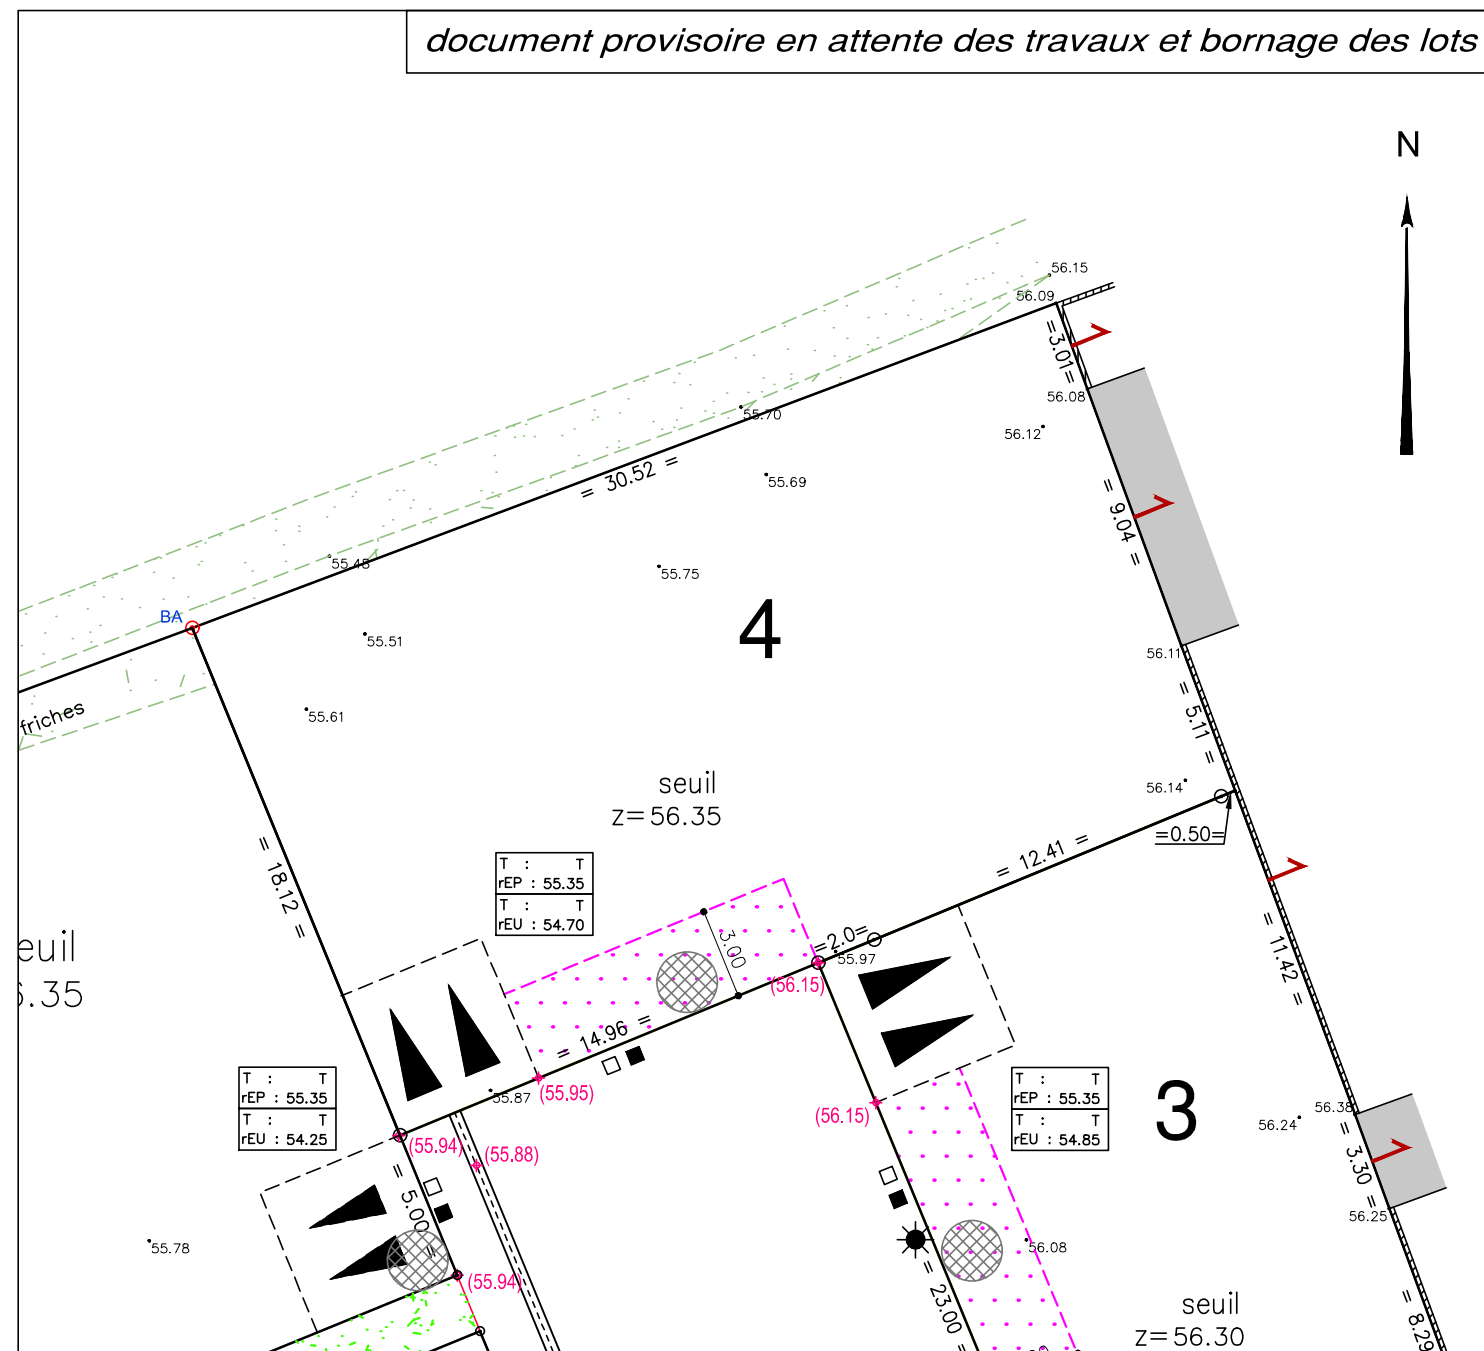 document provisoire en attente des travaux et bornage des lots
N
56.15
56.09
=3.01=
56.08
55.70
56.12
= 30.52 =
55.69
= 9.04 =
55.45
55.75
BA
4
55.51
56.11
55.61
friches
= 5.11 =
seuil
z=56.35
56.14
=0.50=
= 12.41 =
= 18.12 =
T : T
rEP : 55.35
T : T
rEU : 54.70
3.00
=2.0=
55.97
(56.15)
euil
6.35
= 11.42 =
= 14.96 =
T : T
rEP : 55.35
T : T
rEU : 54.25
55.87
(55.95)
(56.15)
T : T
rEP : 55.35
T : T
rEU : 54.85
3
56.38
56.24
(55.94)
(55.88)
= 3.30 =
= 5.00 =
56.25
55.78
56.08
(55.94)
= 23.00 =
seuil
z=56.30
= 8.29